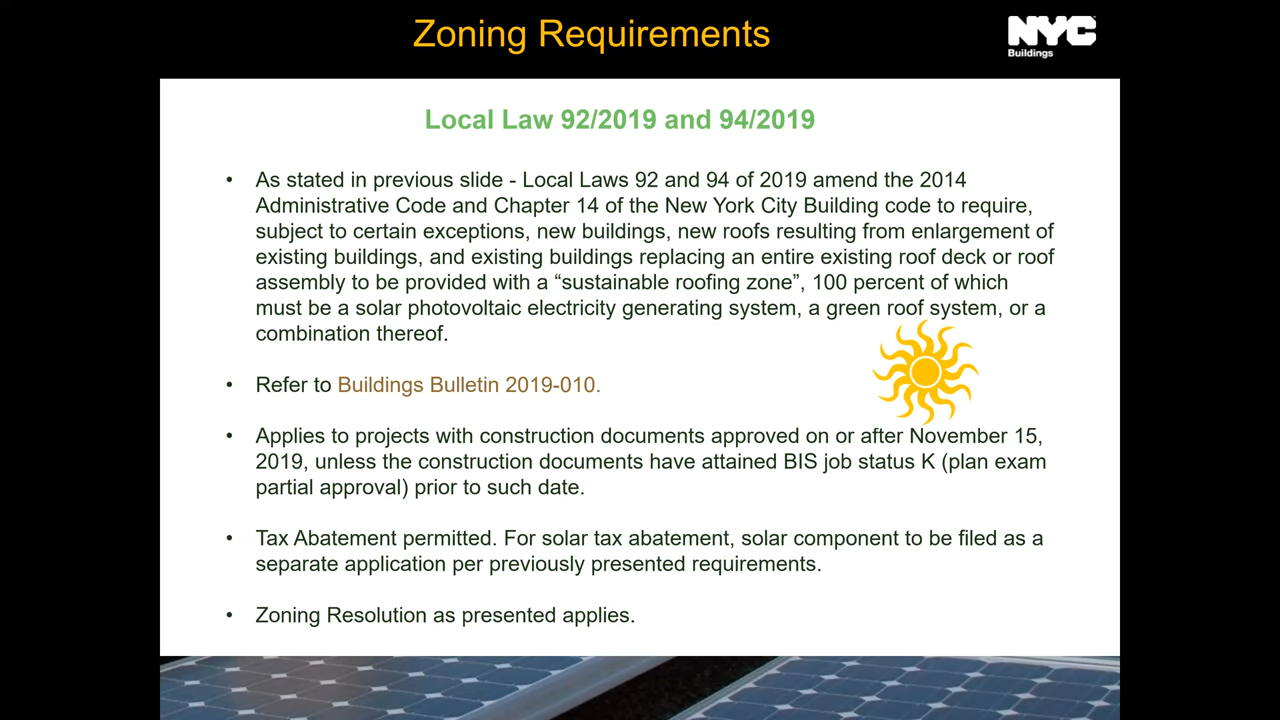 Zoning Requirements
NYC
Buildings
Local Law 92/2019 and 94/2019
• As stated in previous slide - Local Laws 92 and 94 of 2019 amend the 2014
Administrative Code and Chapter 14 of the New York City Building code to require,
subject to certain exceptions, new buildings, new roofs resulting from enlargement of
existing buildings, and existing buildings replacing an entire existing roof deck or roof
assembly to be provided with a “sustainable roofing zone”, 100 percent of which
must be a solar photovoltaic electricity generating system, a green roof system, or a
combination thereof.
• Refer to Buildings Bulletin 2019-010.
• Applies to projects with construction documents approved on or after November 15,
2019, unless the construction documents have attained BIS job status K (plan exam
partial approval) prior to such date.
• Tax Abatement permitted. For solar tax abatement, solar component to be filed as a
separate application per previously presented requirements.
• Zoning Resolution as presented applies.